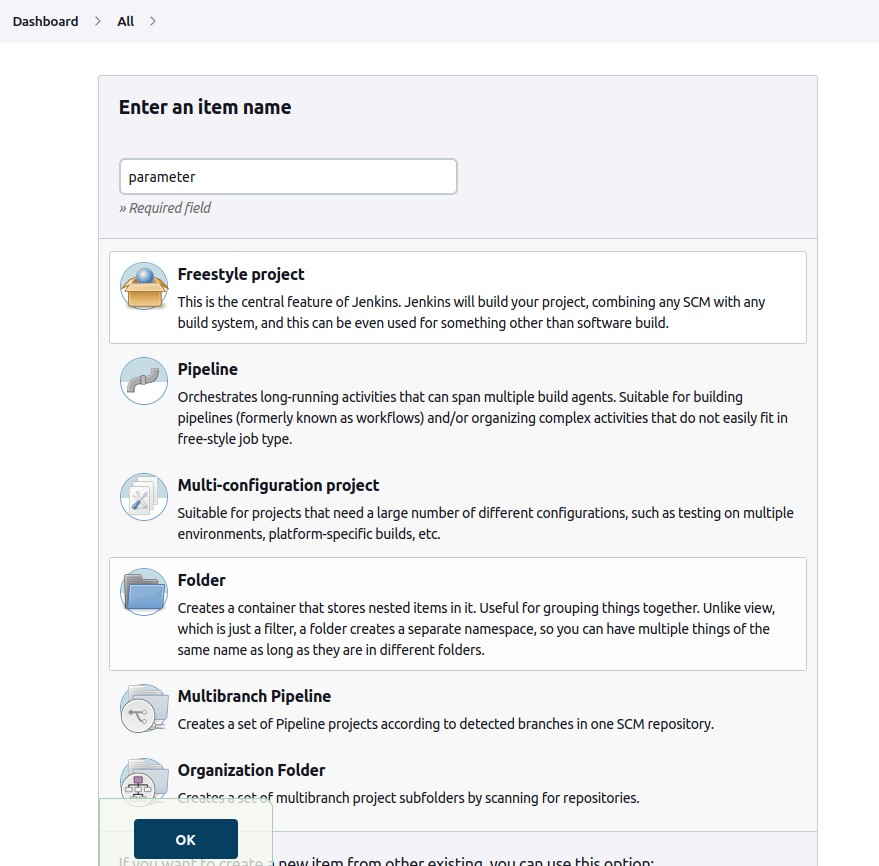 Dashboard > All >
Enter an item name
parameter
» Required field
Freestyle project
This is the central feature of Jenkins. Jenkins will build your project, combining any SCM with any
build system, and this can be even used for something other than software build.
Pipeline
Orchestrates long-running activities that can span multiple build agents. Suitable for building
pipelines (formerly known as workflows) and/or organizing complex activities that do not easily fit in
free-style job type.
Multi-configuration project
Suitable for projects that need a large number of different configurations, such as testing on multiple
environments, platform-specific builds, etc.
Folder
Creates a container that stores nested items in it. Useful for grouping things together. Unlike view,
which is just a filter, a folder creates a separate namespace, so you can have multiple things of the
same name as long as they are in different folders.
Multibranch Pipeline
Creates a set of Pipeline projects according to detected branches in one SCM repository.
Organization Folder
Creates a set of multibranch project subfolders by scanning for repositories.
OK
If you want to create a new item from other existing, you can use this option: